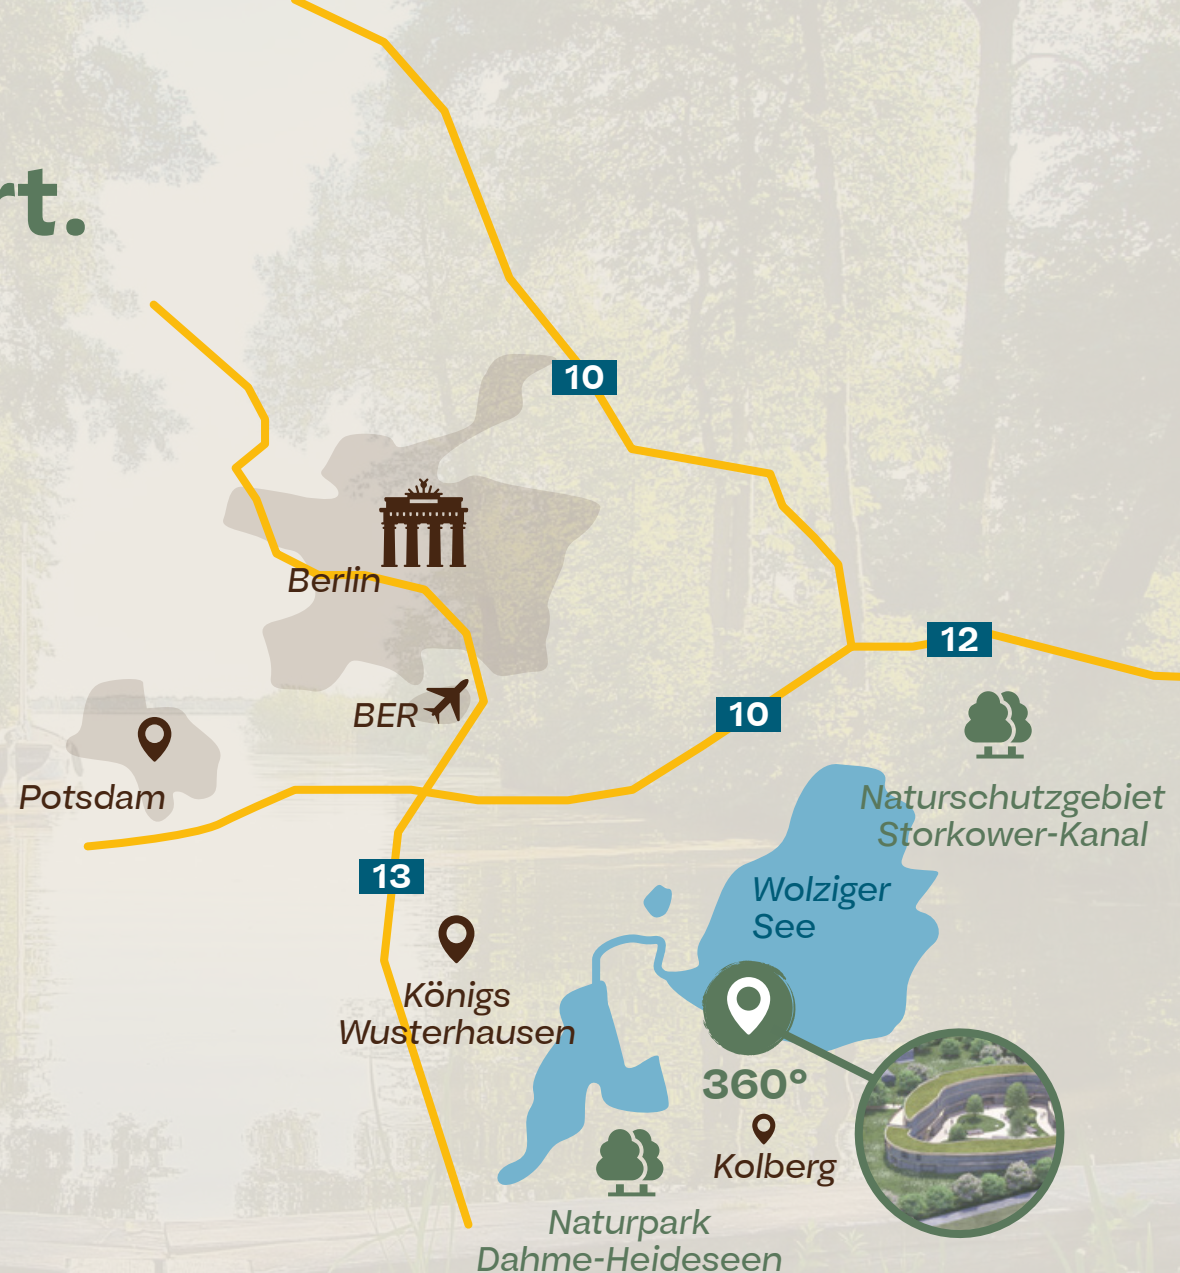 rt.
10
Berlin
12
BER
10
Potsdam
Naturschutzgebiet
Storkower-Kanal
13
Wolziger
See
Königs
Wusterhausen
360°
Kolberg
Naturpark
Dahme-Heideseen